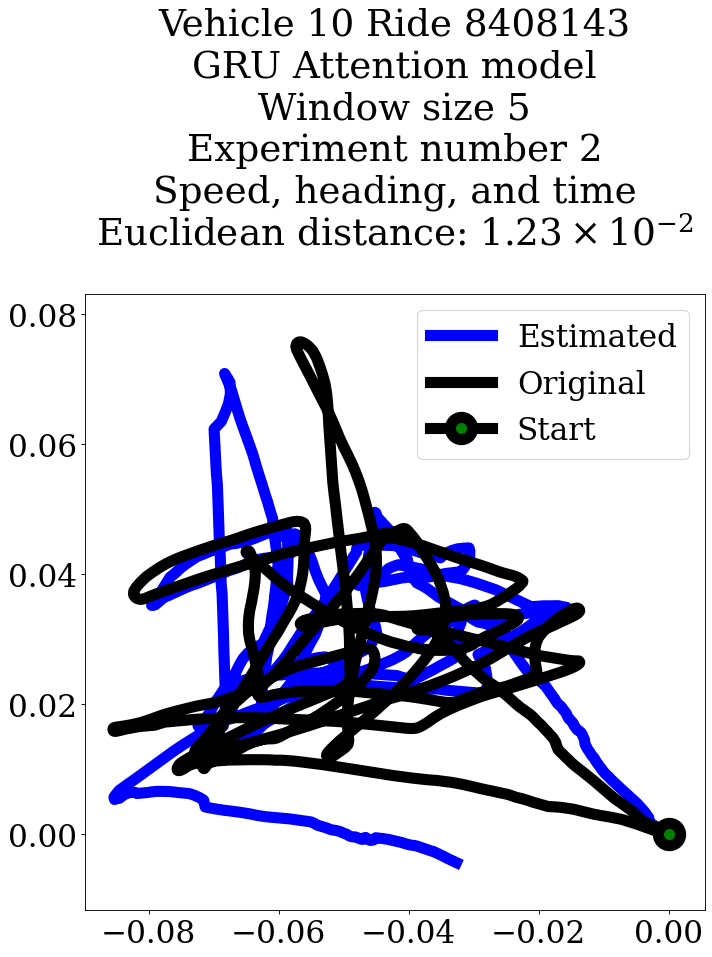 Vehicle 10 Ride 8408143
GRU Attention model
Window size 5
Experiment number 2
Speed, heading, and time
Euclidean distance: 1.23 × 10⁻²
0.08
0.06
0.04
0.02
0.00
Estimated
Original
Start
−0.08 −0.06 −0.04 −0.02 0.00